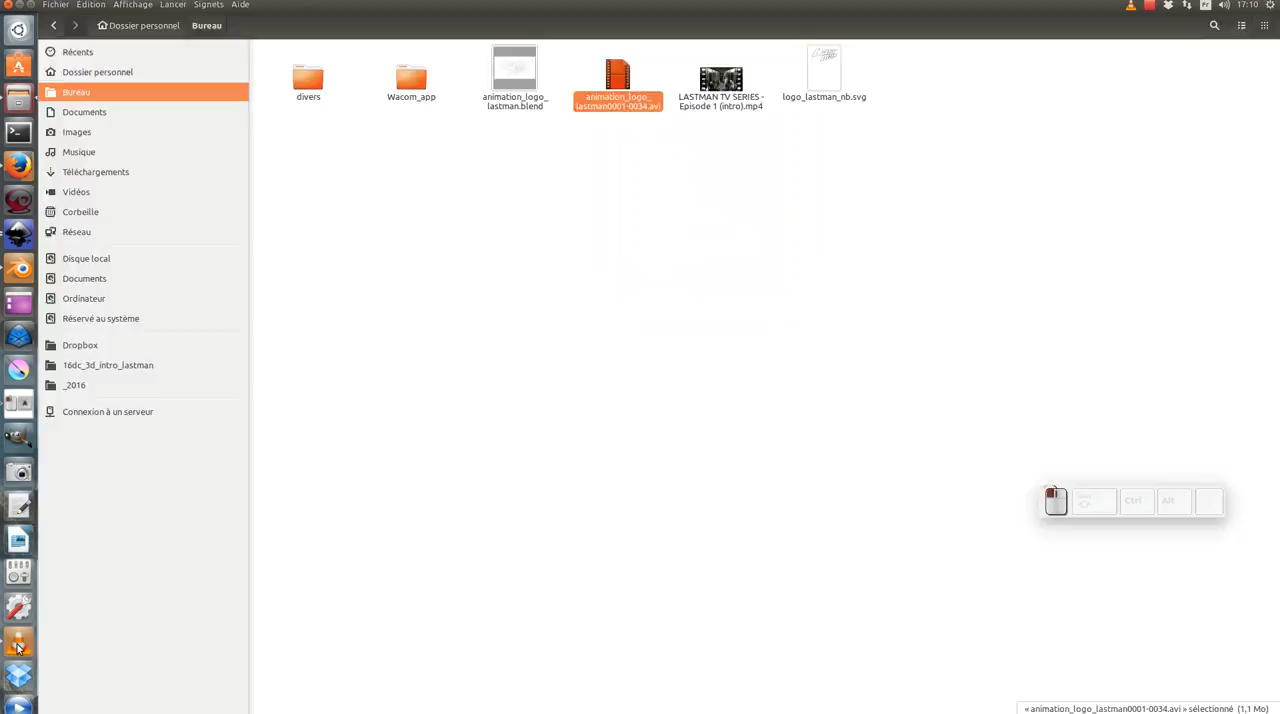 Fichier Édition Affichage Lancer Signets Aide
Fr 17:10
Dossier personnel Bureau
Récents
Dossier personnel
Bureau
Documents
Images
Musique
Téléchargements
Vidéos
Corbeille
Réseau
Disque local
Documents
Ordinateur
Réservé au système
Dropbox
16dc_3d_intro_lastman
_2016
Connexion à un serveur
divers
Wacom_app
animation_logo_
lastman.blend
animation_logo_
lastman0001-0034.avi
LASTMAN TV SERIES -
Episode 1 (intro).mp4
logo_lastman_nb.svg
Ctrl Alt
« animation_logo_lastman0001-0034.avi » sélectionné (1,1 Mo)